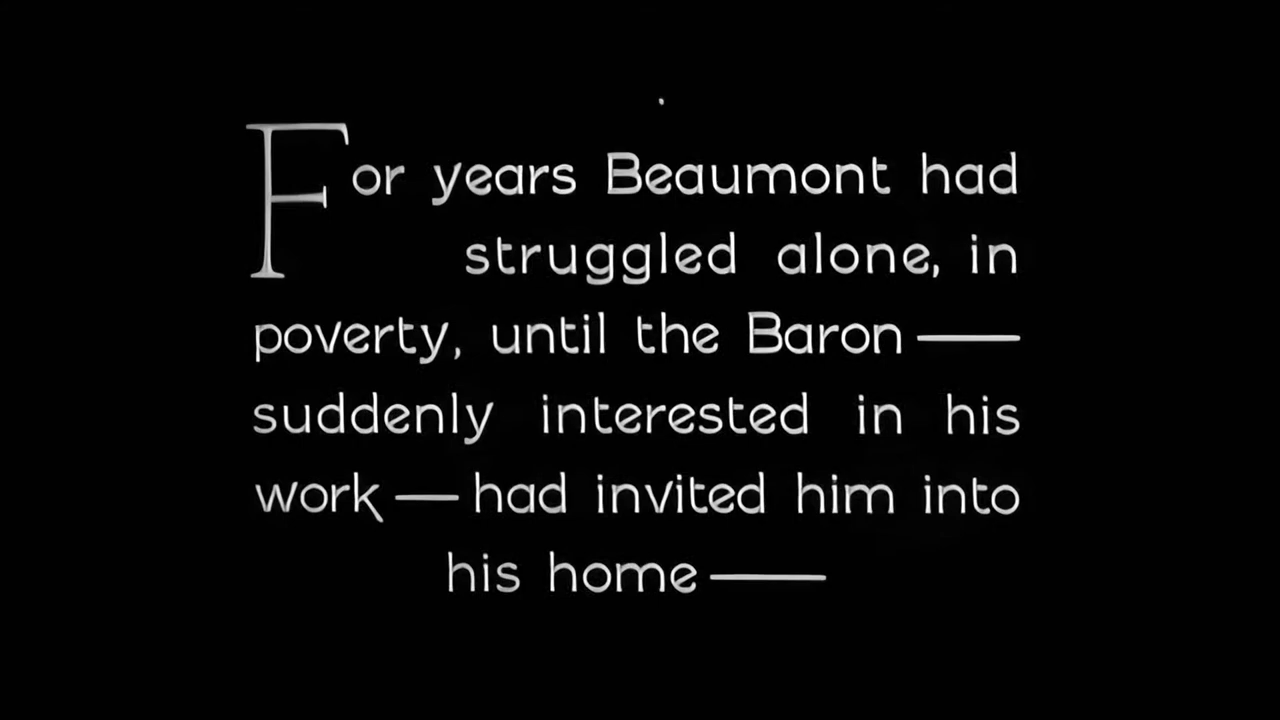 For years Beaumont had
struggled alone, in
poverty, until the Baron —
suddenly interested in his
work — had invited him into
his home —